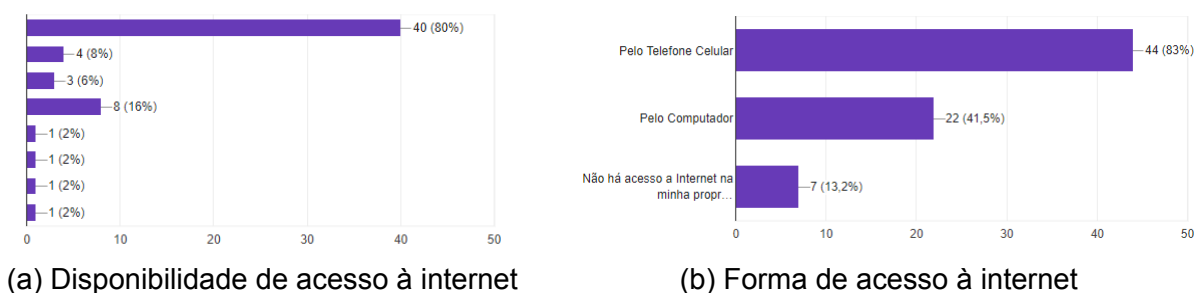 40 (80%)
4 (8%)
3 (6%)
8 (16%)
1 (2%)
1 (2%)
1 (2%)
1 (2%)
0 10 20 30 40 50
(a) Disponibilidade de acesso à internet
Pelo Telefone Celular
44 (83%)
Pelo Computador
22 (41,5%)
Não há acesso a Internet na
minha propr…
7 (13,2%)
0 10 20 30 40 50
(b) Forma de acesso à internet